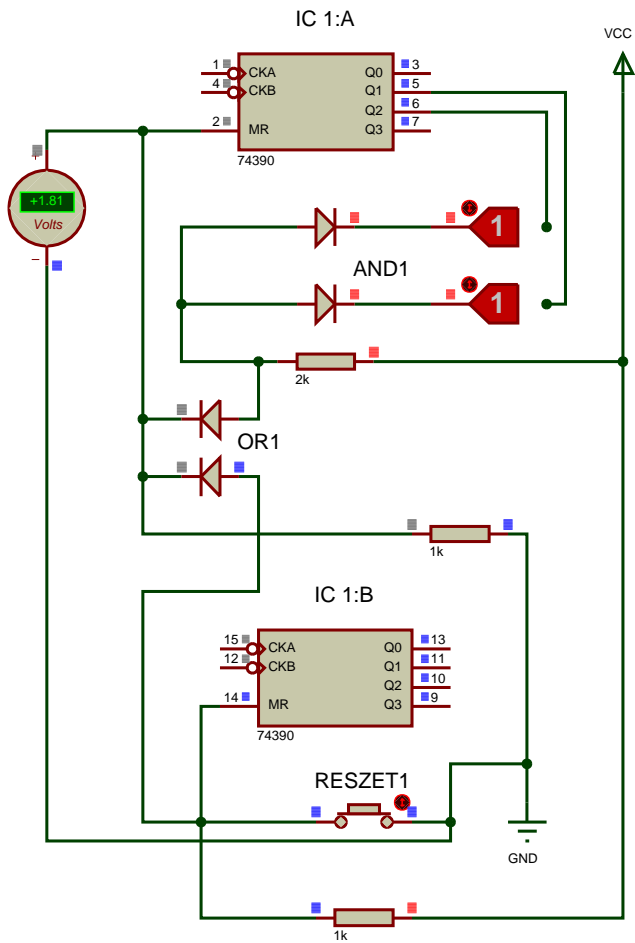 IC 1:A
VCC
1 CKA Q0 3
4 CKB Q1 5
Q2 6
2 MR Q3 7
74390
+
+1.81
Volts
−
1
AND1
1
2k
OR1
1k
IC 1:B
15 CKA Q0 13
12 CKB Q1 11
Q2 10
14 MR Q3 9
74390
RESZET1
GND
1k